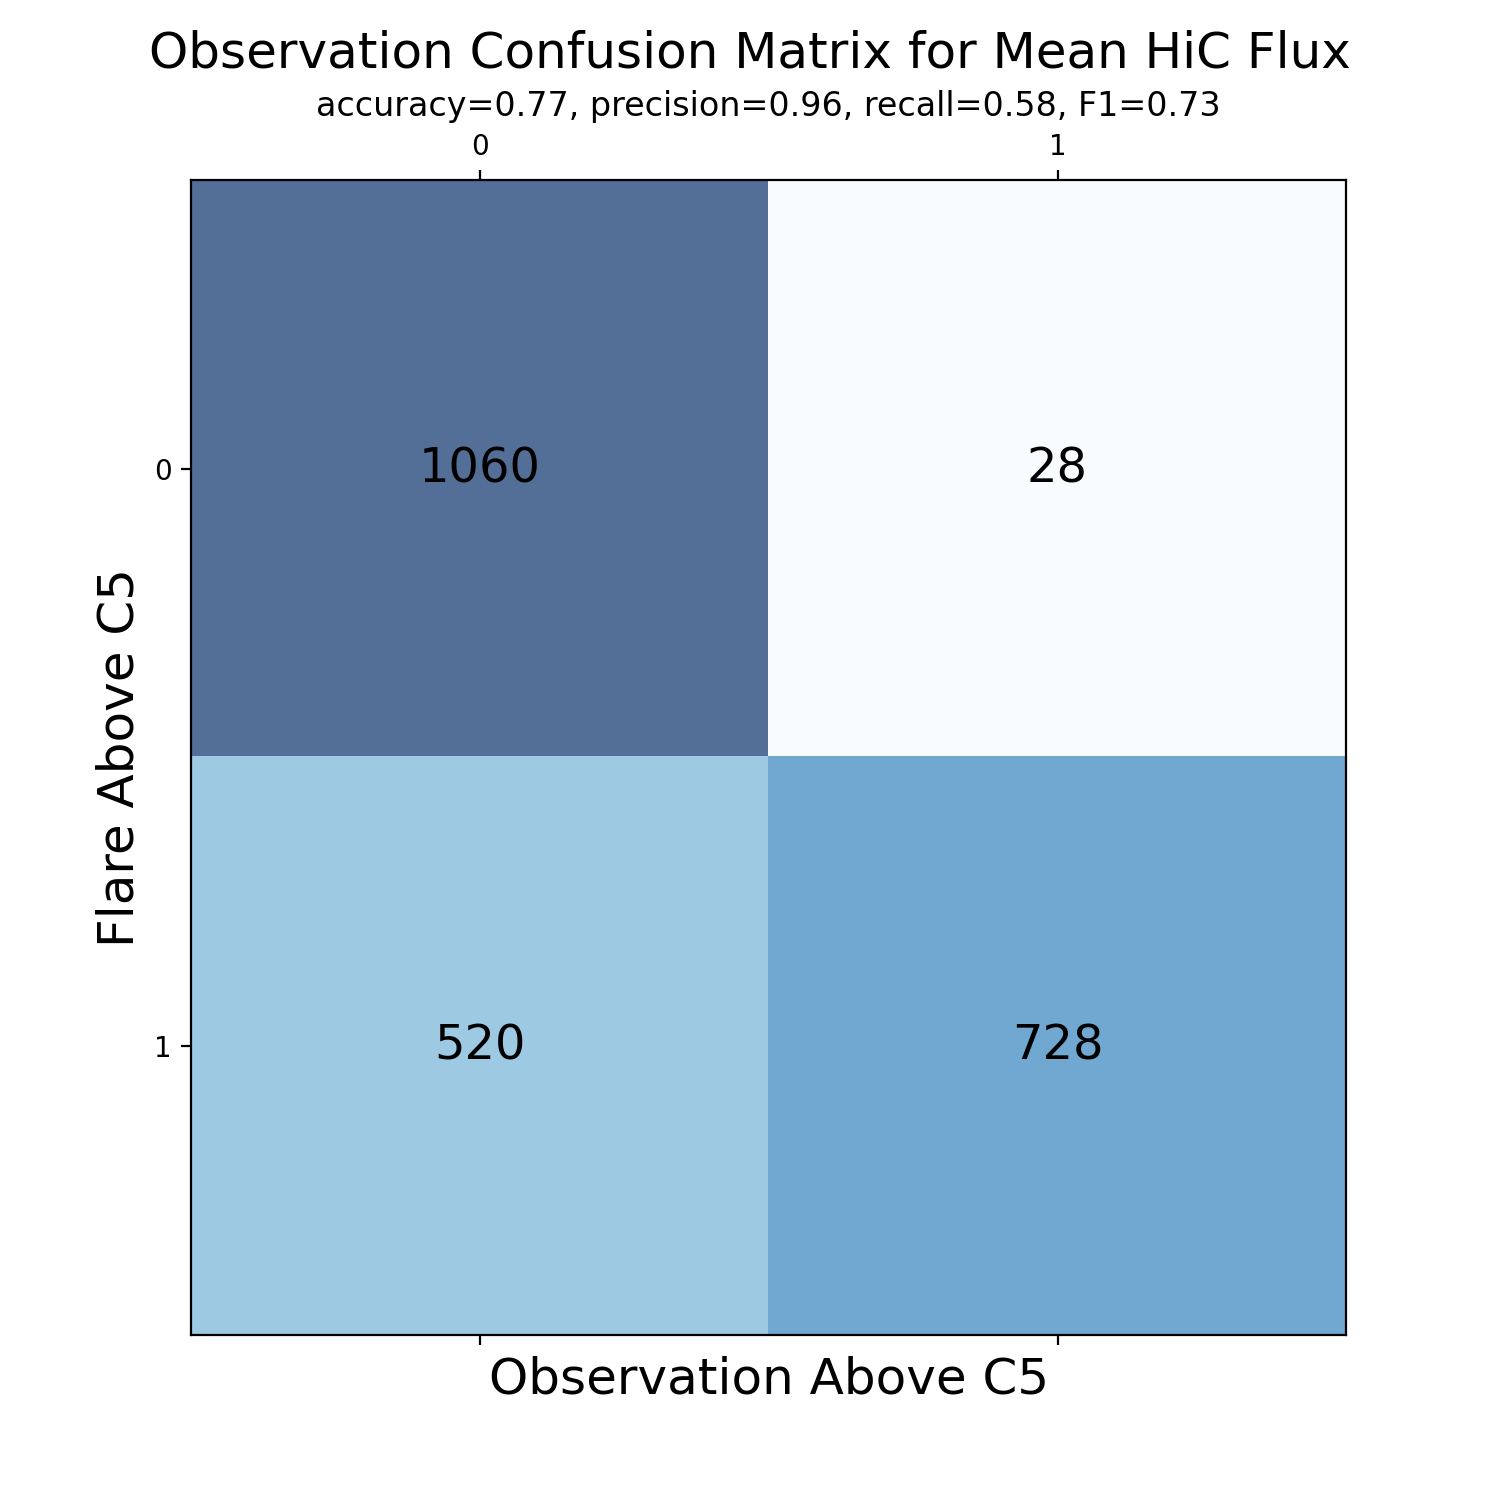 Observation Confusion Matrix for Mean HiC Flux
accuracy=0.77, precision=0.96, recall=0.58, F1=0.73
0 1
0 1060 28
Flare Above C5
1 520 728
Observation Above C5